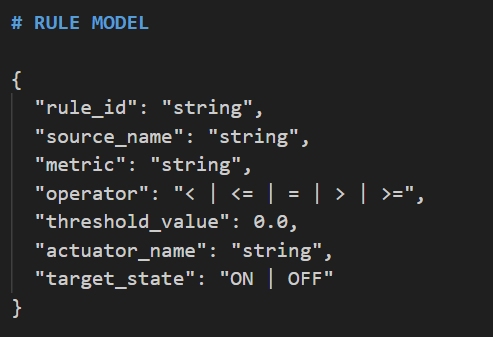 # RULE MODEL
{
"rule_id": "string",
"source_name": "string",
"metric": "string",
"operator": "< | <= | = | > | >=",
"threshold_value": 0.0,
"actuator_name": "string",
"target_state": "ON | OFF"
}